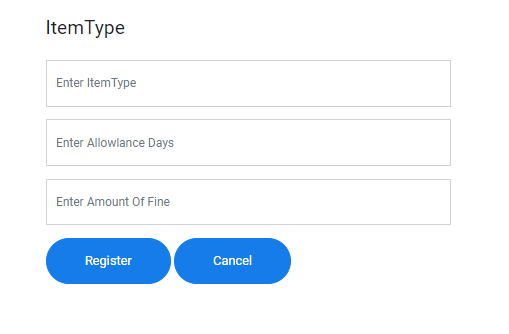 ItemType
Enter ItemType
Enter Allowlance Days
Enter Amount Of Fine
Register Cancel